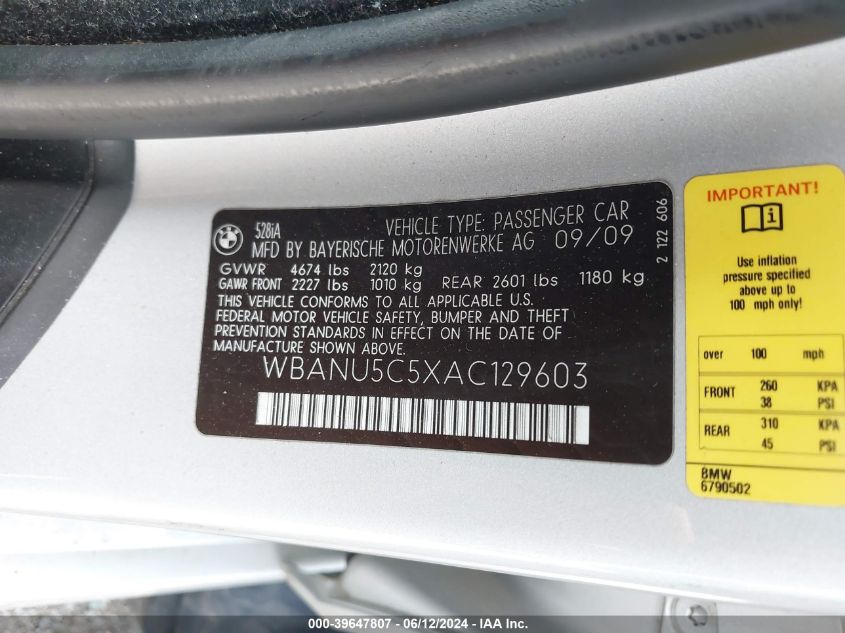 BMW
528iA
VEHICLE TYPE: PASSENGER CAR
MFD BY BAYERISCHE MOTORENWERKE AG 09/09
GVWR 4674 lbs 2120 kg
GAWR FRONT 2227 lbs 1010 kg REAR 2601 lbs 1180 kg
THIS VEHICLE CONFORMS TO ALL APPLICABLE U.S.
FEDERAL MOTOR VEHICLE SAFETY, BUMPER AND THEFT
PREVENTION STANDARDS IN EFFECT ON THE DATE OF
MANUFACTURE SHOWN ABOVE.
WBANU5C5XAC129603
2 122 606
IMPORTANT!
i
Use inflation
pressure specified
above up to
100 mph only!
over 100 mph
FRONT 260 KPA
38 PSI
REAR 310 KPA
45 PSI
BMW
6790502
000-39647807 - 06/12/2024 - COPYRIGHT IAA, LLC.